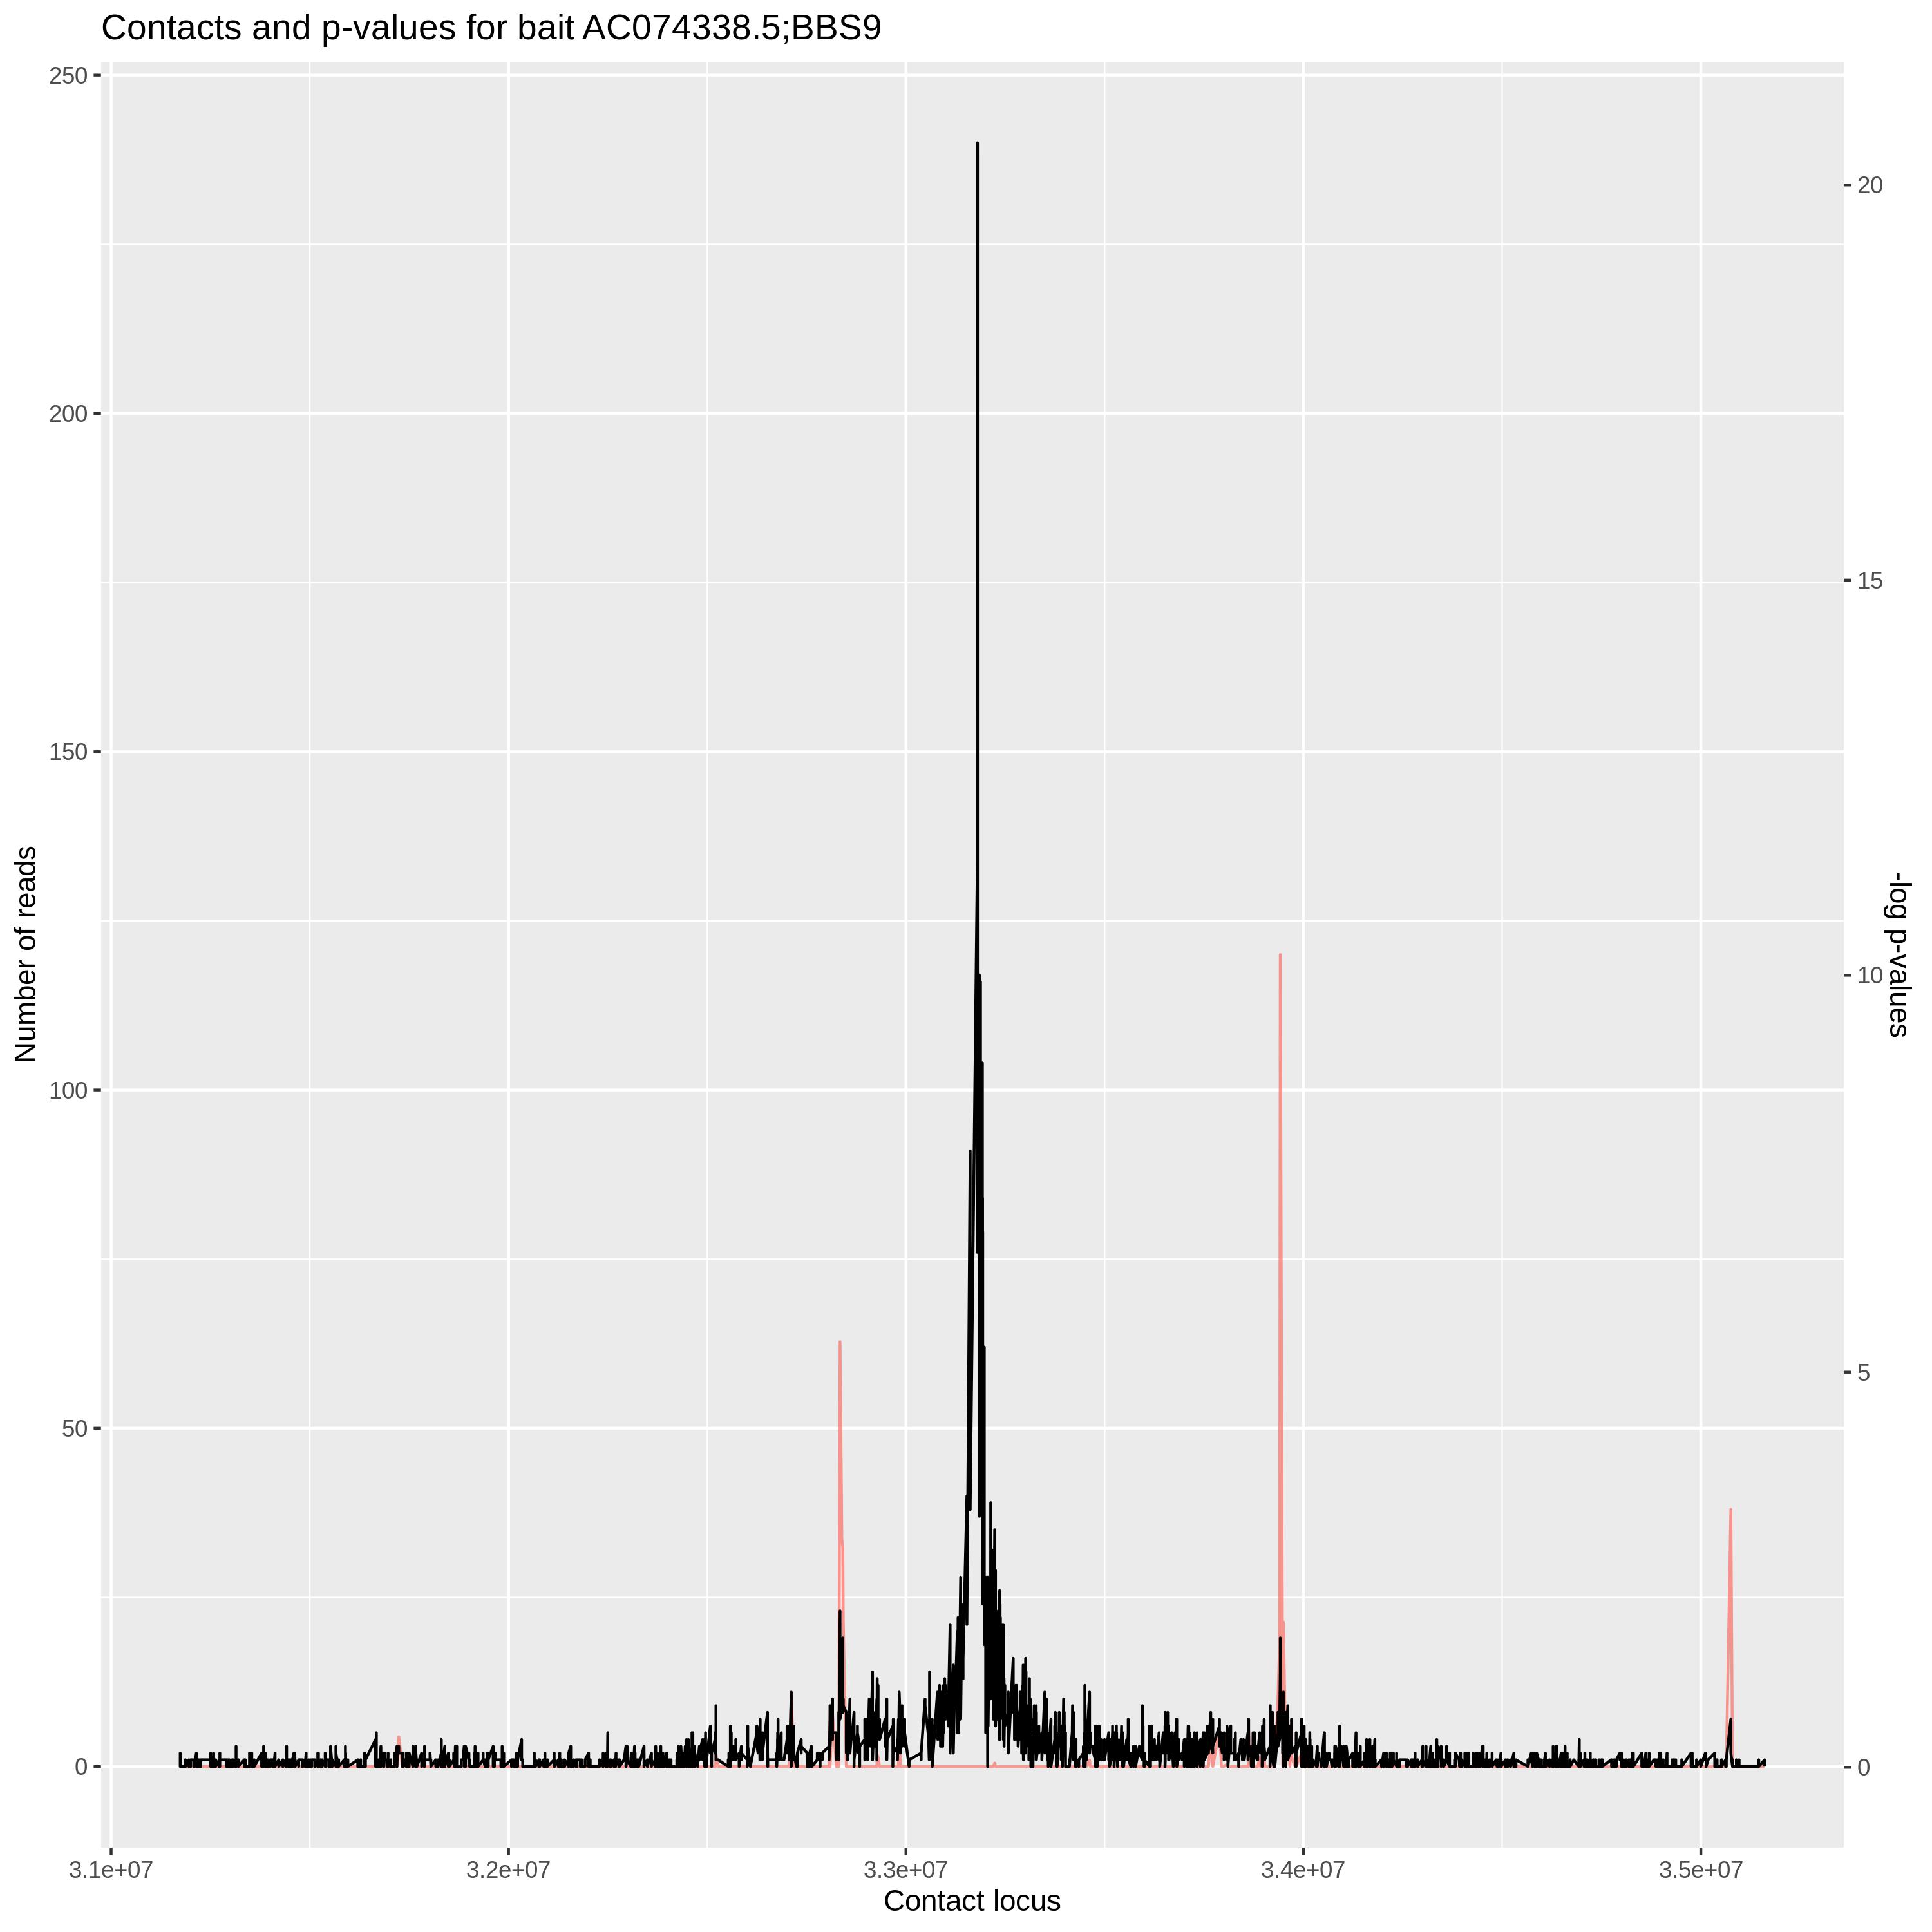 Contacts and p-values for bait AC074338.5;BBS9
250
200
150
100
50
0
Number of reads
20
15
10
5
0
-log p-values
3.1e+07
3.2e+07
3.3e+07
3.4e+07
3.5e+07
Contact locus